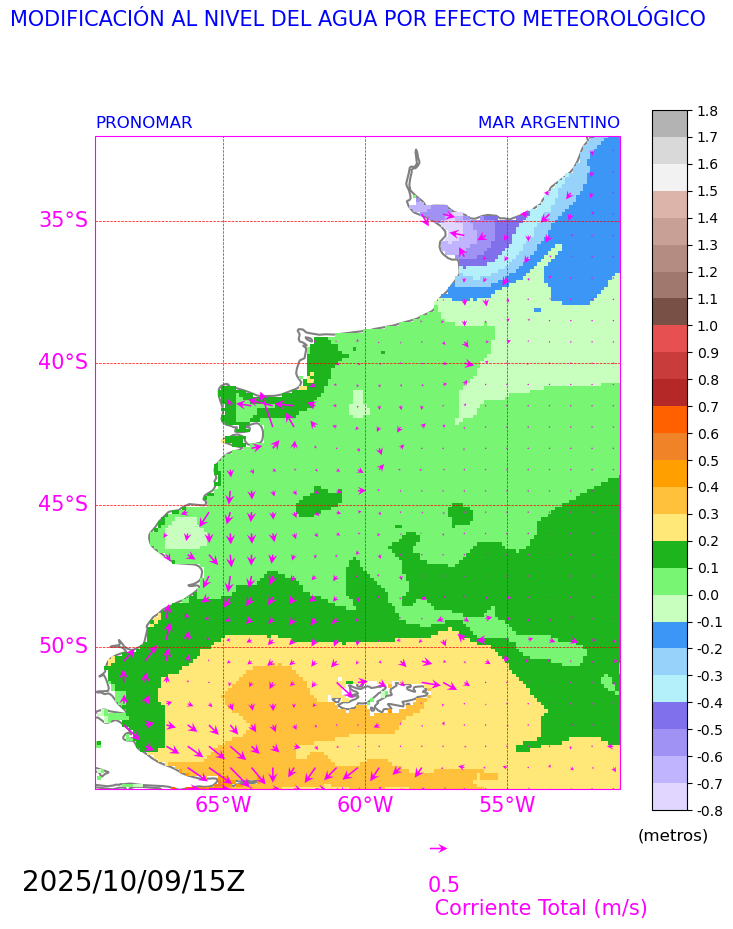 MODIFICACIÓN AL NIVEL DEL AGUA POR EFECTO METEOROLÓGICO
PRONOMAR MAR ARGENTINO
1.8
1.7
1.6
1.5
1.4
1.3
1.2
1.1
1.0
0.9
0.8
0.7
0.6
0.5
0.4
0.3
0.2
0.1
0.0
-0.1
-0.2
-0.3
-0.4
-0.5
-0.6
-0.7
-0.8
(metros)
35°S
40°S
45°S
50°S
65°W 60°W 55°W
2025/10/09/15Z
0.5
Corriente Total (m/s)